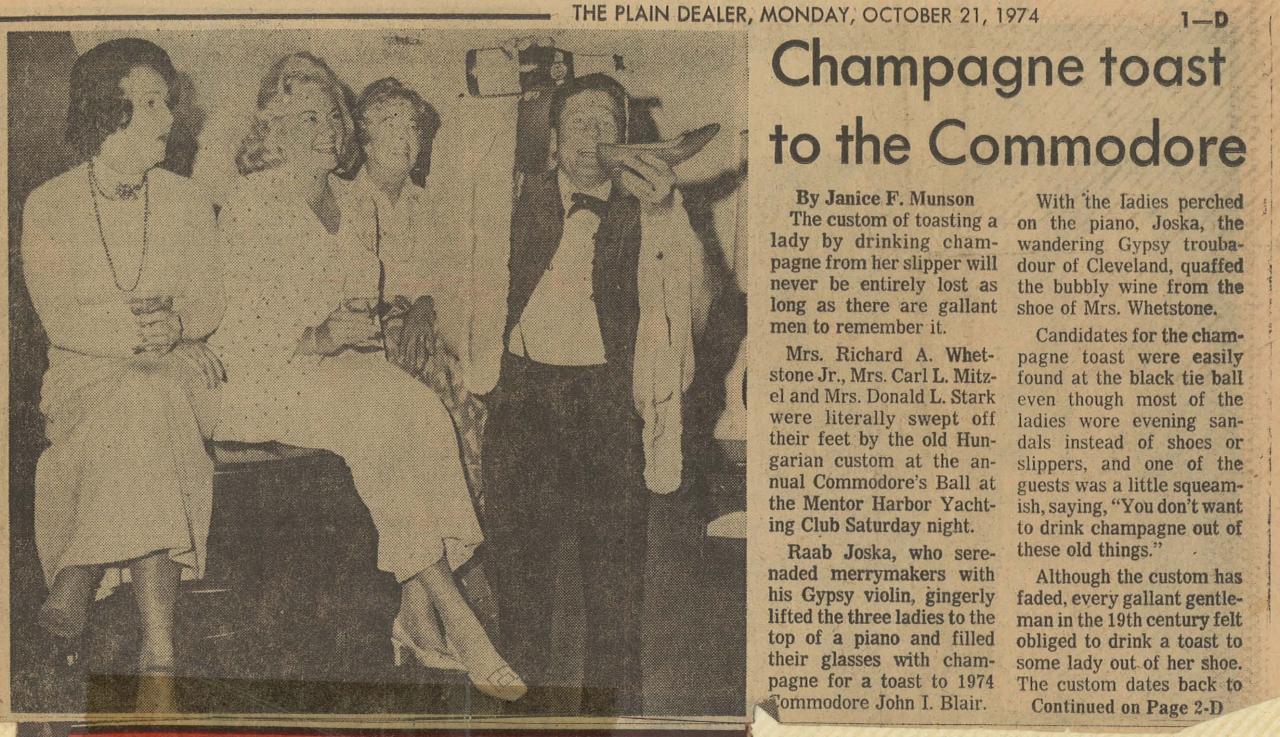 THE PLAIN DEALER, MONDAY, OCTOBER 21, 1974
1—D
Champagne toast
to the Commodore
By Janice F. Munson
The custom of toasting a
lady by drinking cham-
pagne from her slipper will
never be entirely lost as
long as there are gallant
men to remember it.
Mrs. Richard A. Whet-
stone Jr., Mrs. Carl L. Mitz-
el and Mrs. Donald L. Stark
were literally swept off
their feet by the old Hun-
garian custom at the an-
nual Commodore's Ball at
the Mentor Harbor Yacht-
ing Club Saturday night.
Raab Joska, who sere-
naded merrymakers with
his Gypsy violin, gingerly
lifted the three ladies to the
top of a piano and filled
their glasses with cham-
pagne for a toast to 1974
Commodore John I. Blair.
With the ladies perched
on the piano, Joska, the
wandering Gypsy trouba-
dour of Cleveland, quaffed
the bubbly wine from the
shoe of Mrs. Whetstone.
Candidates for the cham-
pagne toast were easily
found at the black tie ball
even though most of the
ladies wore evening san-
dals instead of shoes or
slippers, and one of the
guests was a little squeam-
ish, saying, "You don't want
to drink champagne out of
these old things."
Although the custom has
faded, every gallant gentle-
man in the 19th century felt
obliged to drink a toast to
some lady out of her shoe.
The custom dates back to
Continued on Page 2-D